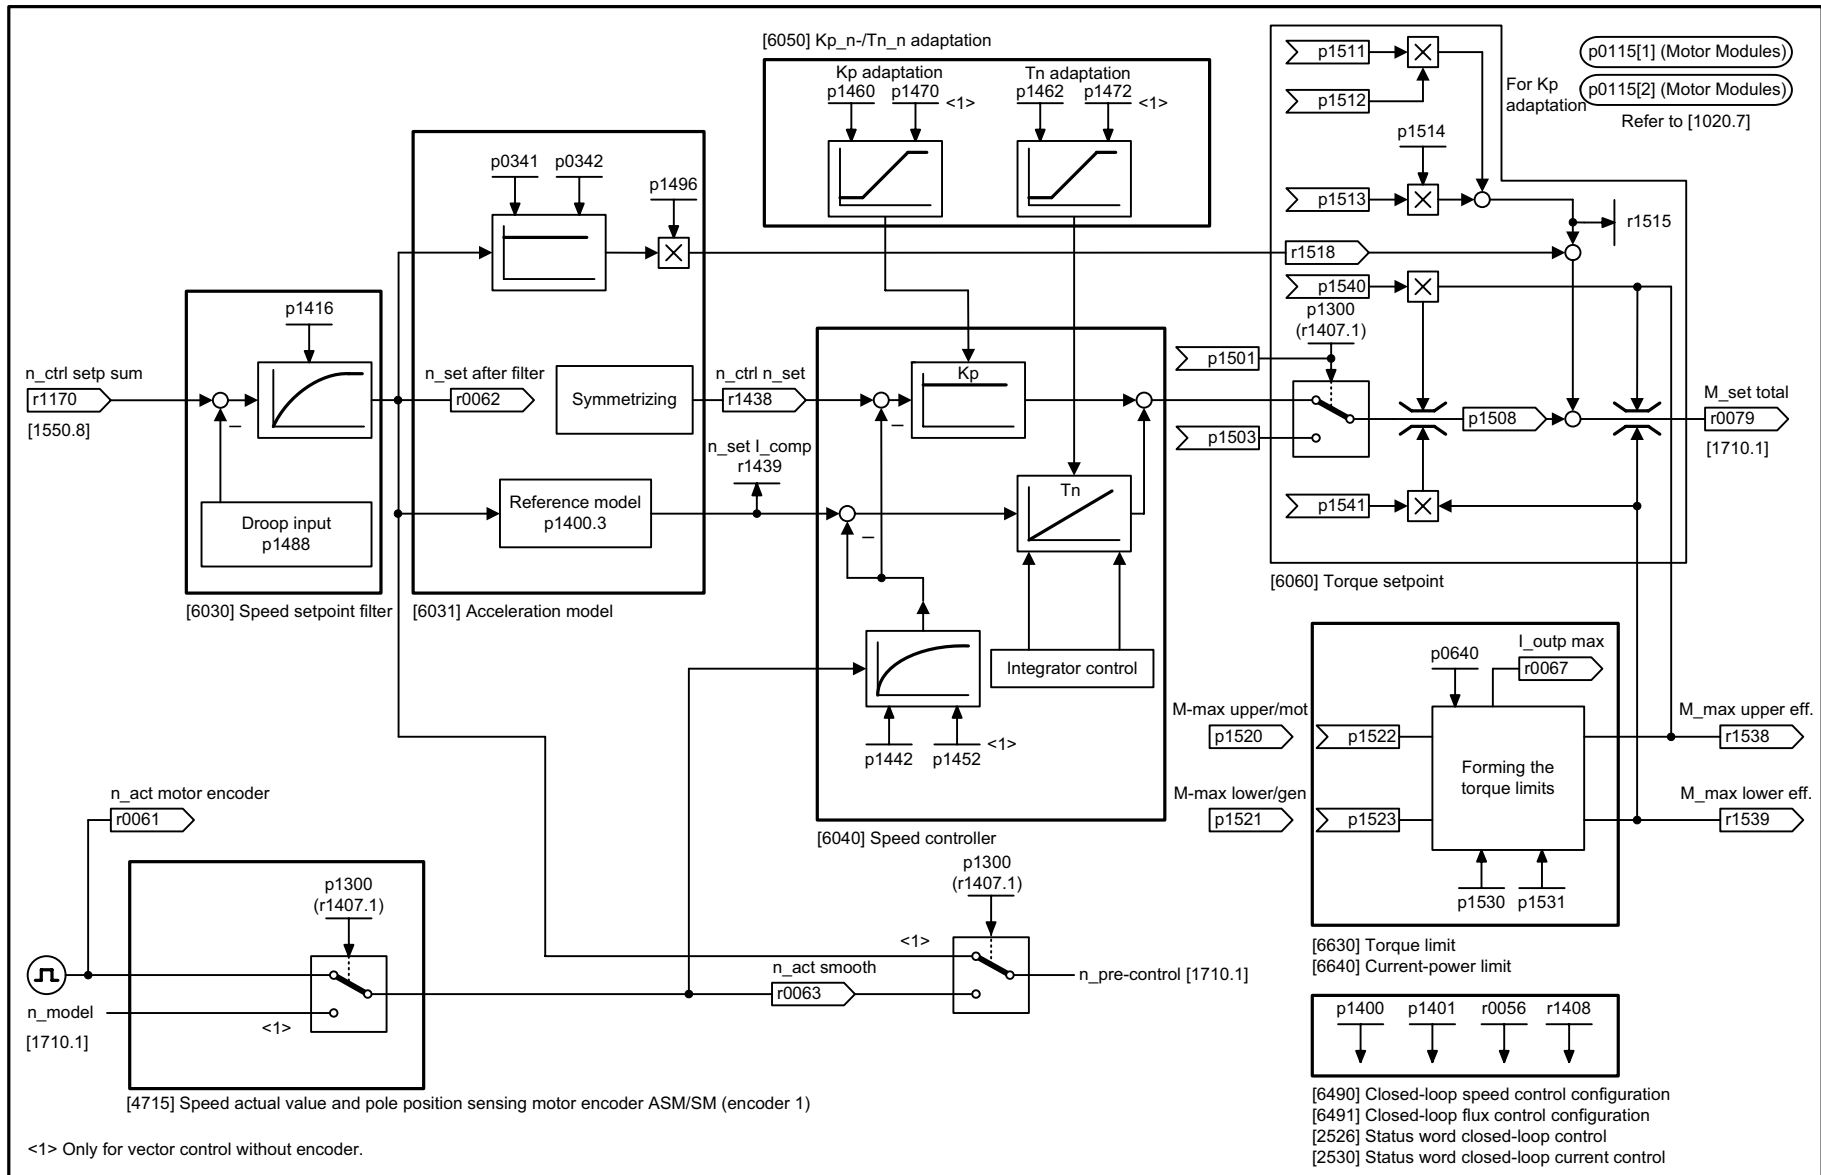 [6050] Kp_n-/Tn_n adaptation
Kp adaptation
p1460 p1470 <1>
Tn adaptation
p1462 p1472 <1>
p1511
p1512
For Kp
adaptation
p0115[1] (Motor Modules)
p0115[2] (Motor Modules)
Refer to [1020.7]
p1514
p1513
r1515
r1518
p1540
p1300
(r1407.1)
p1501
p1503
p1508
M_set total
r0079
[1710.1]
p1541
[6060] Torque setpoint
p0341 p0342
p1496
p1416
n_ctrl setp sum
r1170
[1550.8]
–
Droop input
p1488
[6030] Speed setpoint filter
n_set after filter
r0062
Symmetrizing
n_ctrl n_set
r1438
n_set I_comp
r1439
Reference model
p1400.3
[6031] Acceleration model
Kp
–
Tn
–
Integrator control
p1442 p1452 <1>
[6040] Speed controller
M-max upper/mot
p1520
M-max lower/gen
p1521
p0640
I_outp max
r0067
p1522
p1523
Forming the
torque limits
p1530 p1531
M_max upper eff.
r1538
M_max lower eff.
r1539
[6630] Torque limit
[6640] Current-power limit
n_act motor encoder
r0061
p1300
(r1407.1)
n_model
[1710.1]
<1>
[4715] Speed actual value and pole position sensing motor encoder ASM/SM (encoder 1)
n_act smooth
r0063
p1300
(r1407.1)
<1>
n_pre-control [1710.1]
p1400 p1401 r0056 r1408
[6490] Closed-loop speed control configuration
[6491] Closed-loop flux control configuration
[2526] Status word closed-loop control
[2530] Status word closed-loop current control
<1> Only for vector control without encoder.